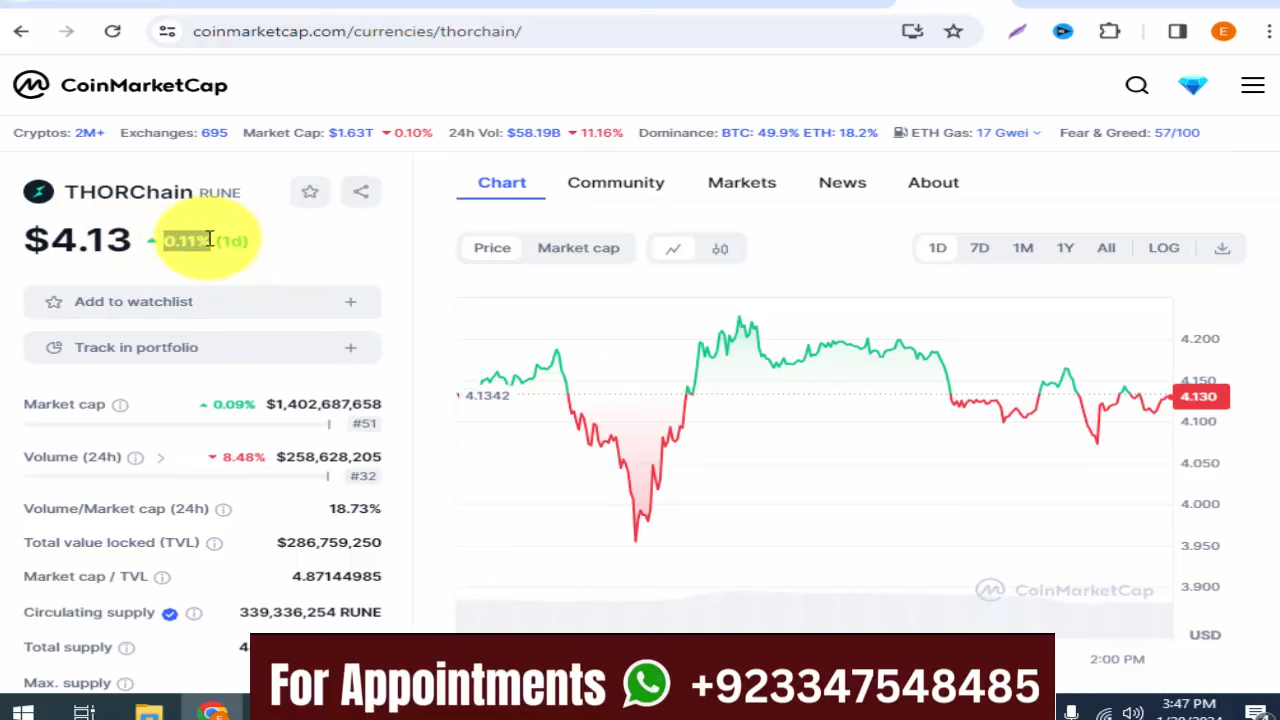 coinmarketcap.com/currencies/thorchain/
E
CoinMarketCap
Cryptos: 2M+ Exchanges: 695 Market Cap: $1.63T 0.10% 24h Vol: $58.19B 11.16% Dominance: BTC: 49.9% ETH: 18.2% ETH Gas: 17 Gwei Fear & Greed: 57/100
THORChain RUNE
$4.13 0.11% (1d)
Add to watchlist +
Track in portfolio +
Market cap 0.09% $1,402,687,658
#51
Volume (24h) 8.48% $258,628,205
#32
Volume/Market cap (24h) 18.73%
Total value locked (TVL) $286,759,250
Market cap / TVL 4.87144985
Circulating supply 339,336,254 RUNE
Total supply
Max. supply
Chart Community Markets News About
Price Market cap 1D 7D 1M 1Y All LOG
4.200
4.150
4.1342
4.130
4.100
4.050
4.000
3.950
3.900
CoinMarketCap
USD
2:00 PM
For Appointments +923347548485
3:47 PM